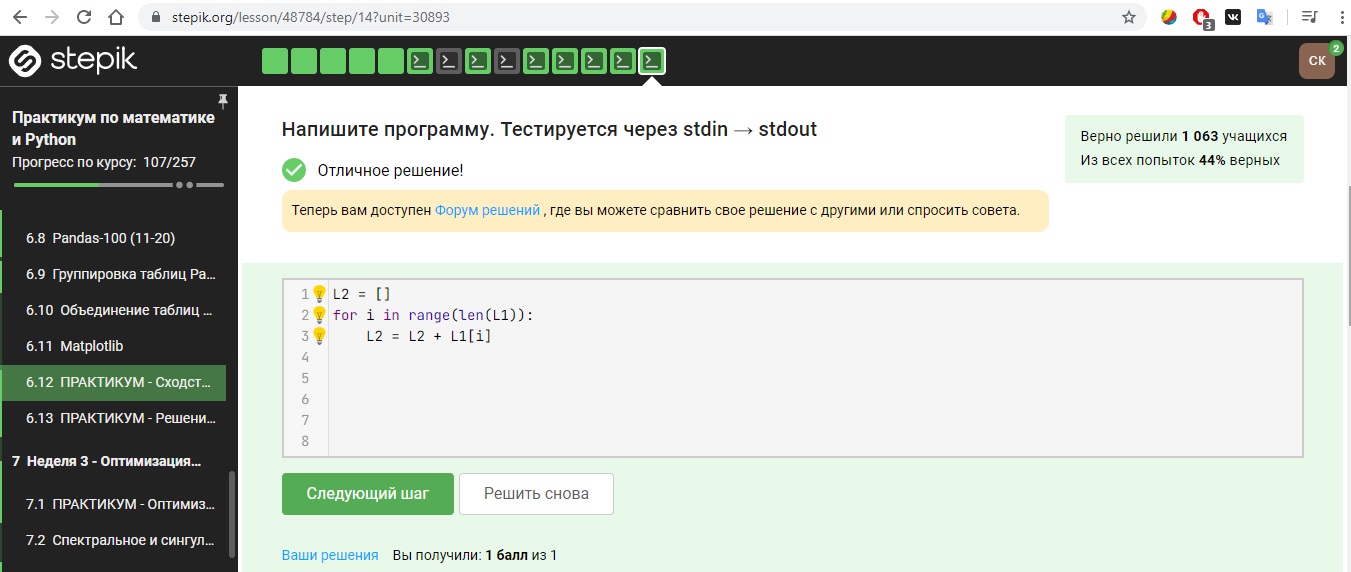 stepik.org/lesson/48784/step/14?unit=30893
3
stepik
СК
2
Практикум по математике
и Python
Прогресс по курсу: 107/257
6.8 Pandas-100 (11-20)
6.9 Группировка таблиц Pa...
6.10 Объединение таблиц ...
6.11 Matplotlib
6.12 ПРАКТИКУМ - Сходст...
6.13 ПРАКТИКУМ - Решени...
7 Неделя 3 - Оптимизация...
7.1 ПРАКТИКУМ - Оптимиз...
7.2 Спектральное и сингул...
Напишите программу. Тестируется через stdin → stdout
Отличное решение!
Теперь вам доступен Форум решений , где вы можете сравнить свое решение с другими или спросить совета.
Верно решили 1 063 учащихся
Из всех попыток 44% верных
1 L2 = []
2 for i in range(len(L1)):
3     L2 = L2 + L1[i]
4
5
6
7
8
Следующий шаг
Решить снова
Ваши решения Вы получили: 1 балл из 1